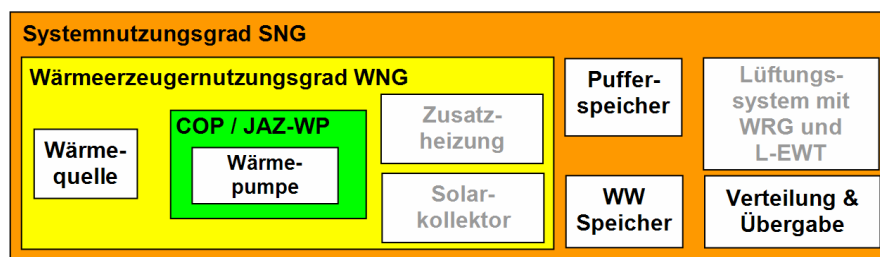 Systemnutzungsgrad SNG
Wärmeerzeugernutzungsgrad WNG
Wärme-
quelle
COP / JAZ-WP
Wärme-
pumpe
Zusatz-
heizung
Solar-
kollektor
Puffer-
speicher
WW
Speicher
Lüftungs-
system mit
WRG und
L-EWT
Verteilung &
Übergabe